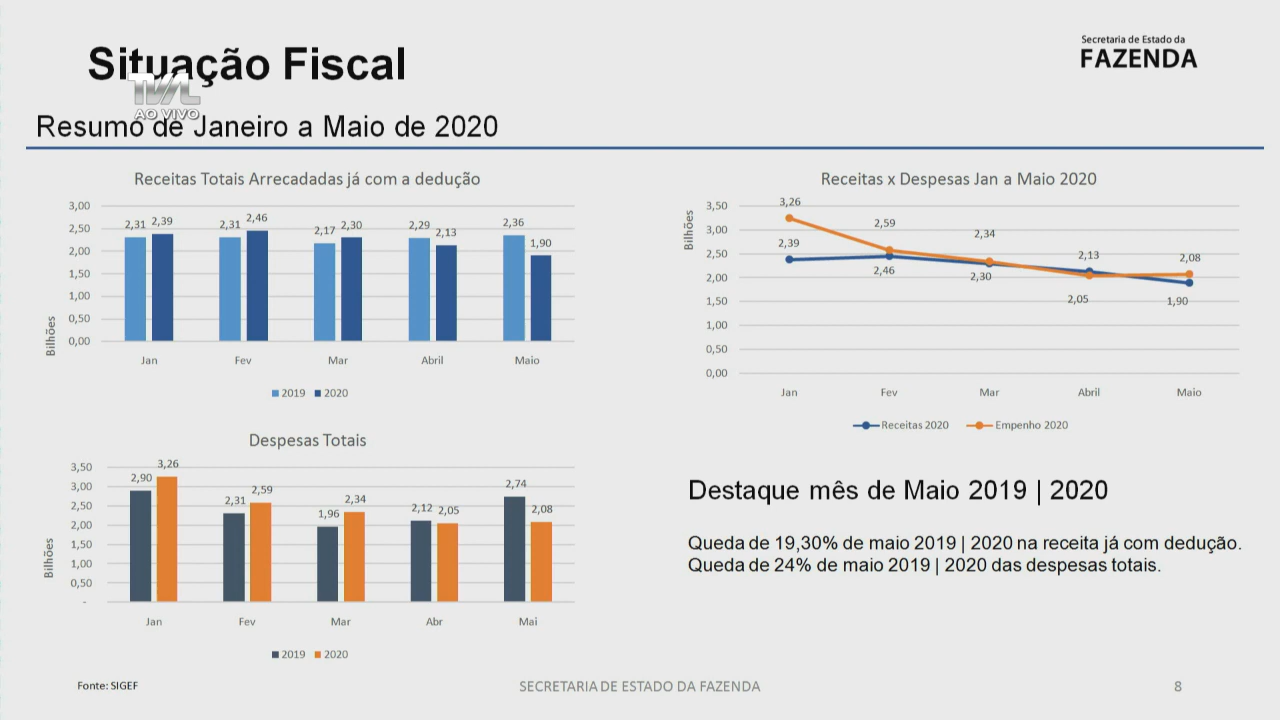 Situação Fiscal
Secretaria de Estado da
FAZENDA
TVAL
AO VIVO
Resumo de Janeiro a Maio de 2020
Receitas Totais Arrecadadas já com a dedução
Bilhões
3,00
2,50
2,00
1,50
1,00
0,50
0,00
2,31 2,39
2,31 2,46
2,17 2,30
2,29 2,13
2,36 1,90
Jan Fev Mar Abril Maio
2019 2020
Receitas x Despesas Jan a Maio 2020
Bilhões
3,50
3,00
2,50
2,00
1,50
1,00
0,50
0,00
3,26 2,59 2,34 2,13 2,08
2,39 2,46 2,30 2,05 1,90
Jan Fev Mar Abril Maio
Receitas 2020 Empenho 2020
Despesas Totais
Bilhões
3,50
3,00
2,50
2,00
1,50
1,00
0,50
-
2,90 3,26
2,31 2,59
1,96 2,34
2,12 2,05
2,74 2,08
Jan Fev Mar Abr Mai
2019 2020
Destaque mês de Maio 2019 | 2020
Queda de 19,30% de maio 2019 | 2020 na receita já com dedução.
Queda de 24% de maio 2019 | 2020 das despesas totais.
Fonte: SIGEF
SECRETARIA DE ESTADO DA FAZENDA
8